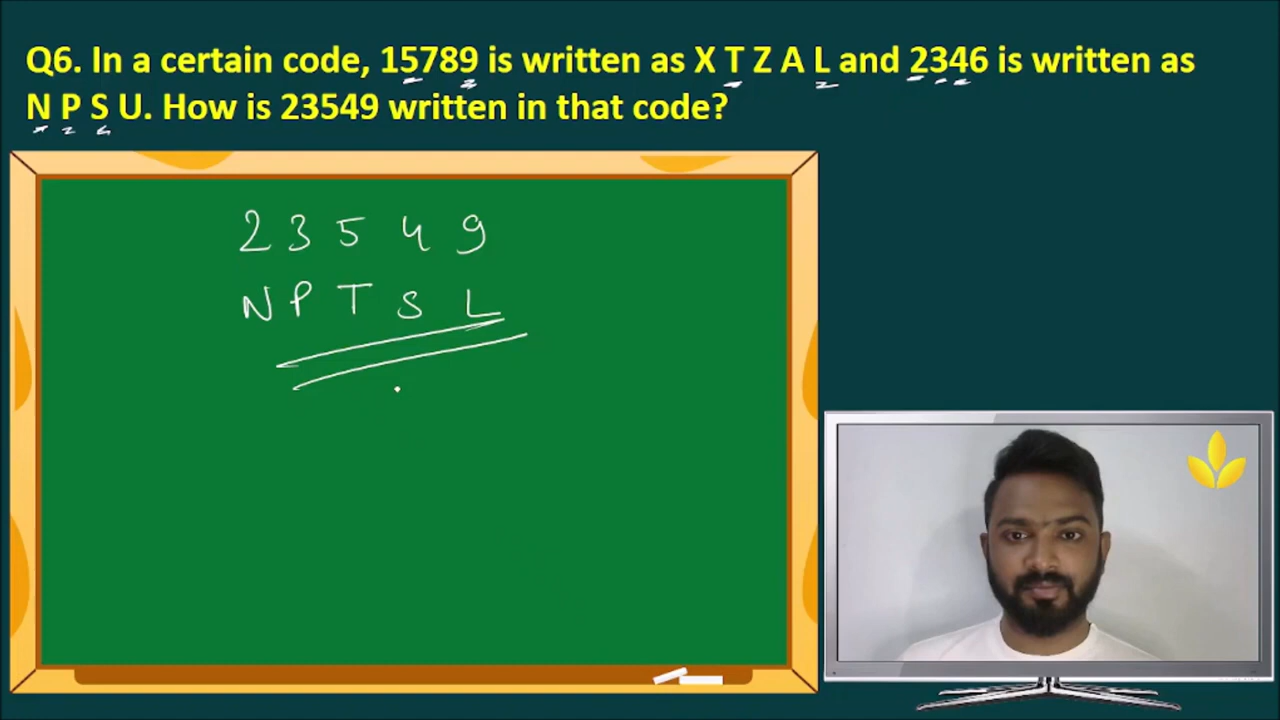 Q6. In a certain code, 15789 is written as X T Z A L and 2346 is written as
N P S U. How is 23549 written in that code?
2 3 5 4 9
N P T S L